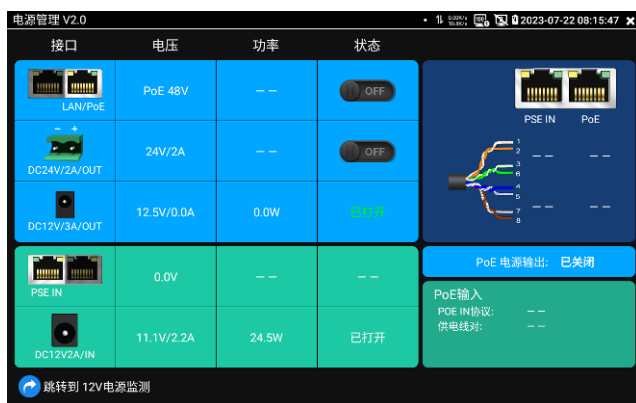 电源管理 V2.0
2023-07-22 08:15:47
接口 电压 功率 状态
LAN/PoE PoE 48V – – OFF
– +
DC24V/2A/OUT 24V/2A – – OFF
DC12V/3A/OUT 12.5V/0.0A 0.0W 已打开
PSE IN 0.0V – – – –
DC12V2A/IN 11.1V/2.2A 24.5W 已打开
跳转到 12V电源监测
PSE IN PoE
1
2
3
6
– – – –
4
5
7
8
– – – –
PoE 电源输出: 已关闭
PoE输入
POE IN协议: – –
供电线对: – –